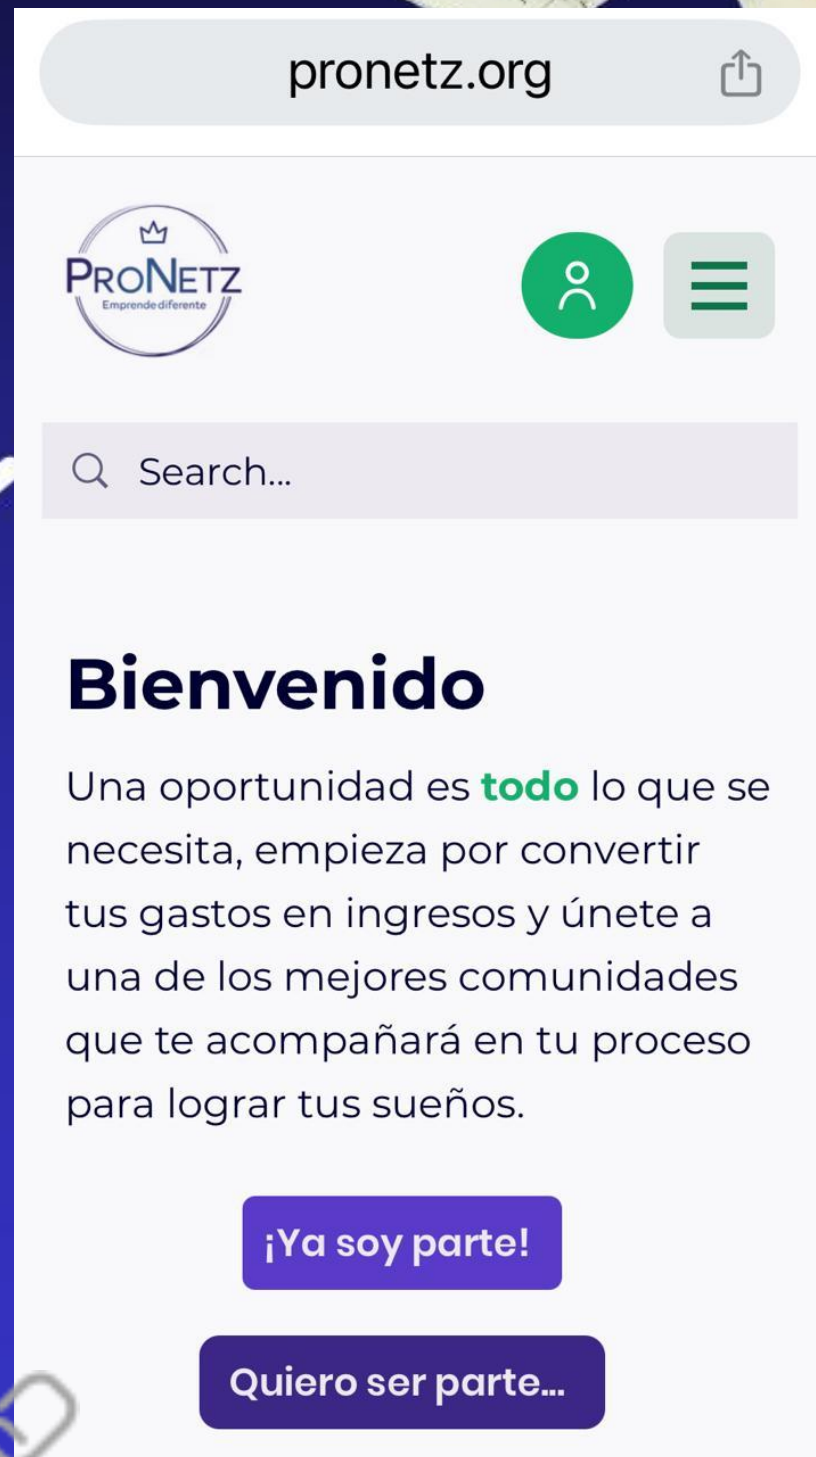 pronetz.org
PRONETZ
Emprende diferente
Search...
Bienvenido
Una oportunidad es todo lo que se
necesita, empieza por convertir
tus gastos en ingresos y únete a
una de los mejores comunidades
que te acompañará en tu proceso
para lograr tus sueños.
¡Ya soy parte!
Quiero ser parte...